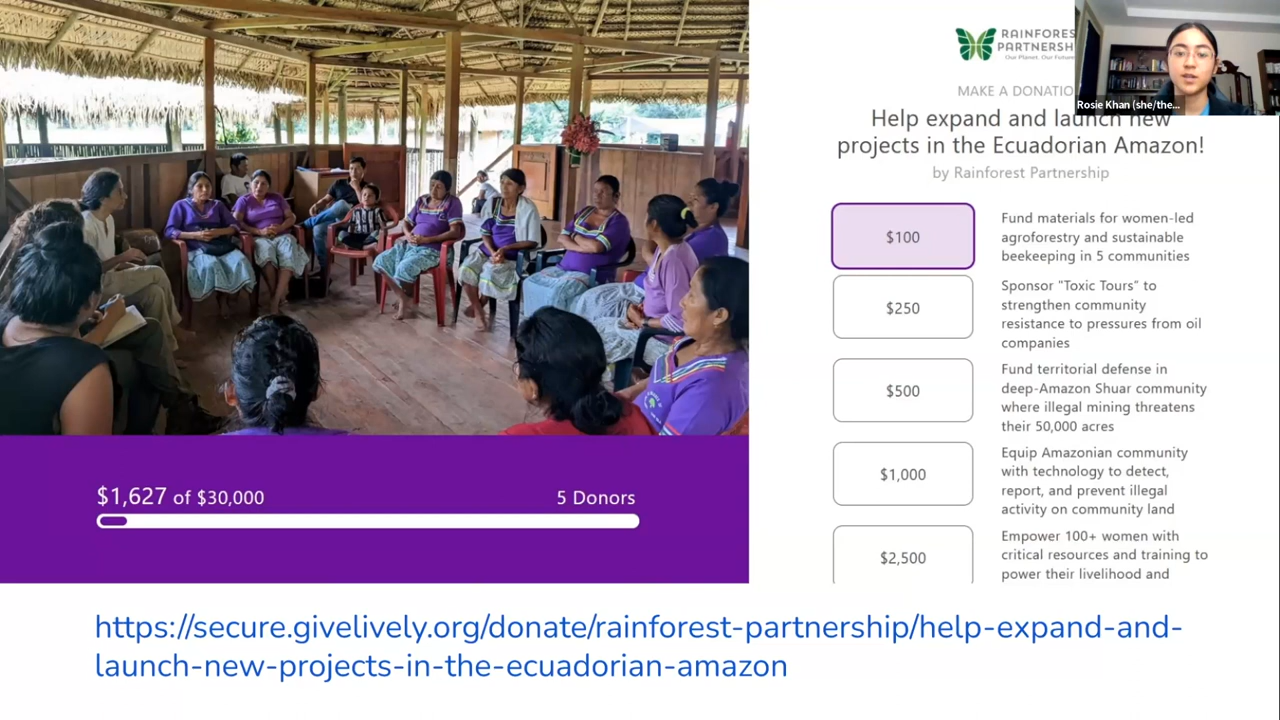 RAINFORES
PARTNERSH
Our Planet. Our Future
MAKE A DONATIO
Rosie Khan (she/the...
Help expand and launch new
projects in the Ecuadorian Amazon!
by Rainforest Partnership
$100
Fund materials for women-led
agroforestry and sustainable
beekeeping in 5 communities
$250
Sponsor "Toxic Tours" to
strengthen community
resistance to pressures from oil
companies
$500
Fund territorial defense in
deep-Amazon Shuar community
where illegal mining threatens
their 50,000 acres
$1,000
Equip Amazonian community
with technology to detect,
report, and prevent illegal
activity on community land
$2,500
Empower 100+ women with
critical resources and training to
power their livelihood and
$1,627 of $30,000
5 Donors
https://secure.givelively.org/donate/rainforest-partnership/help-expand-and-
launch-new-projects-in-the-ecuadorian-amazon